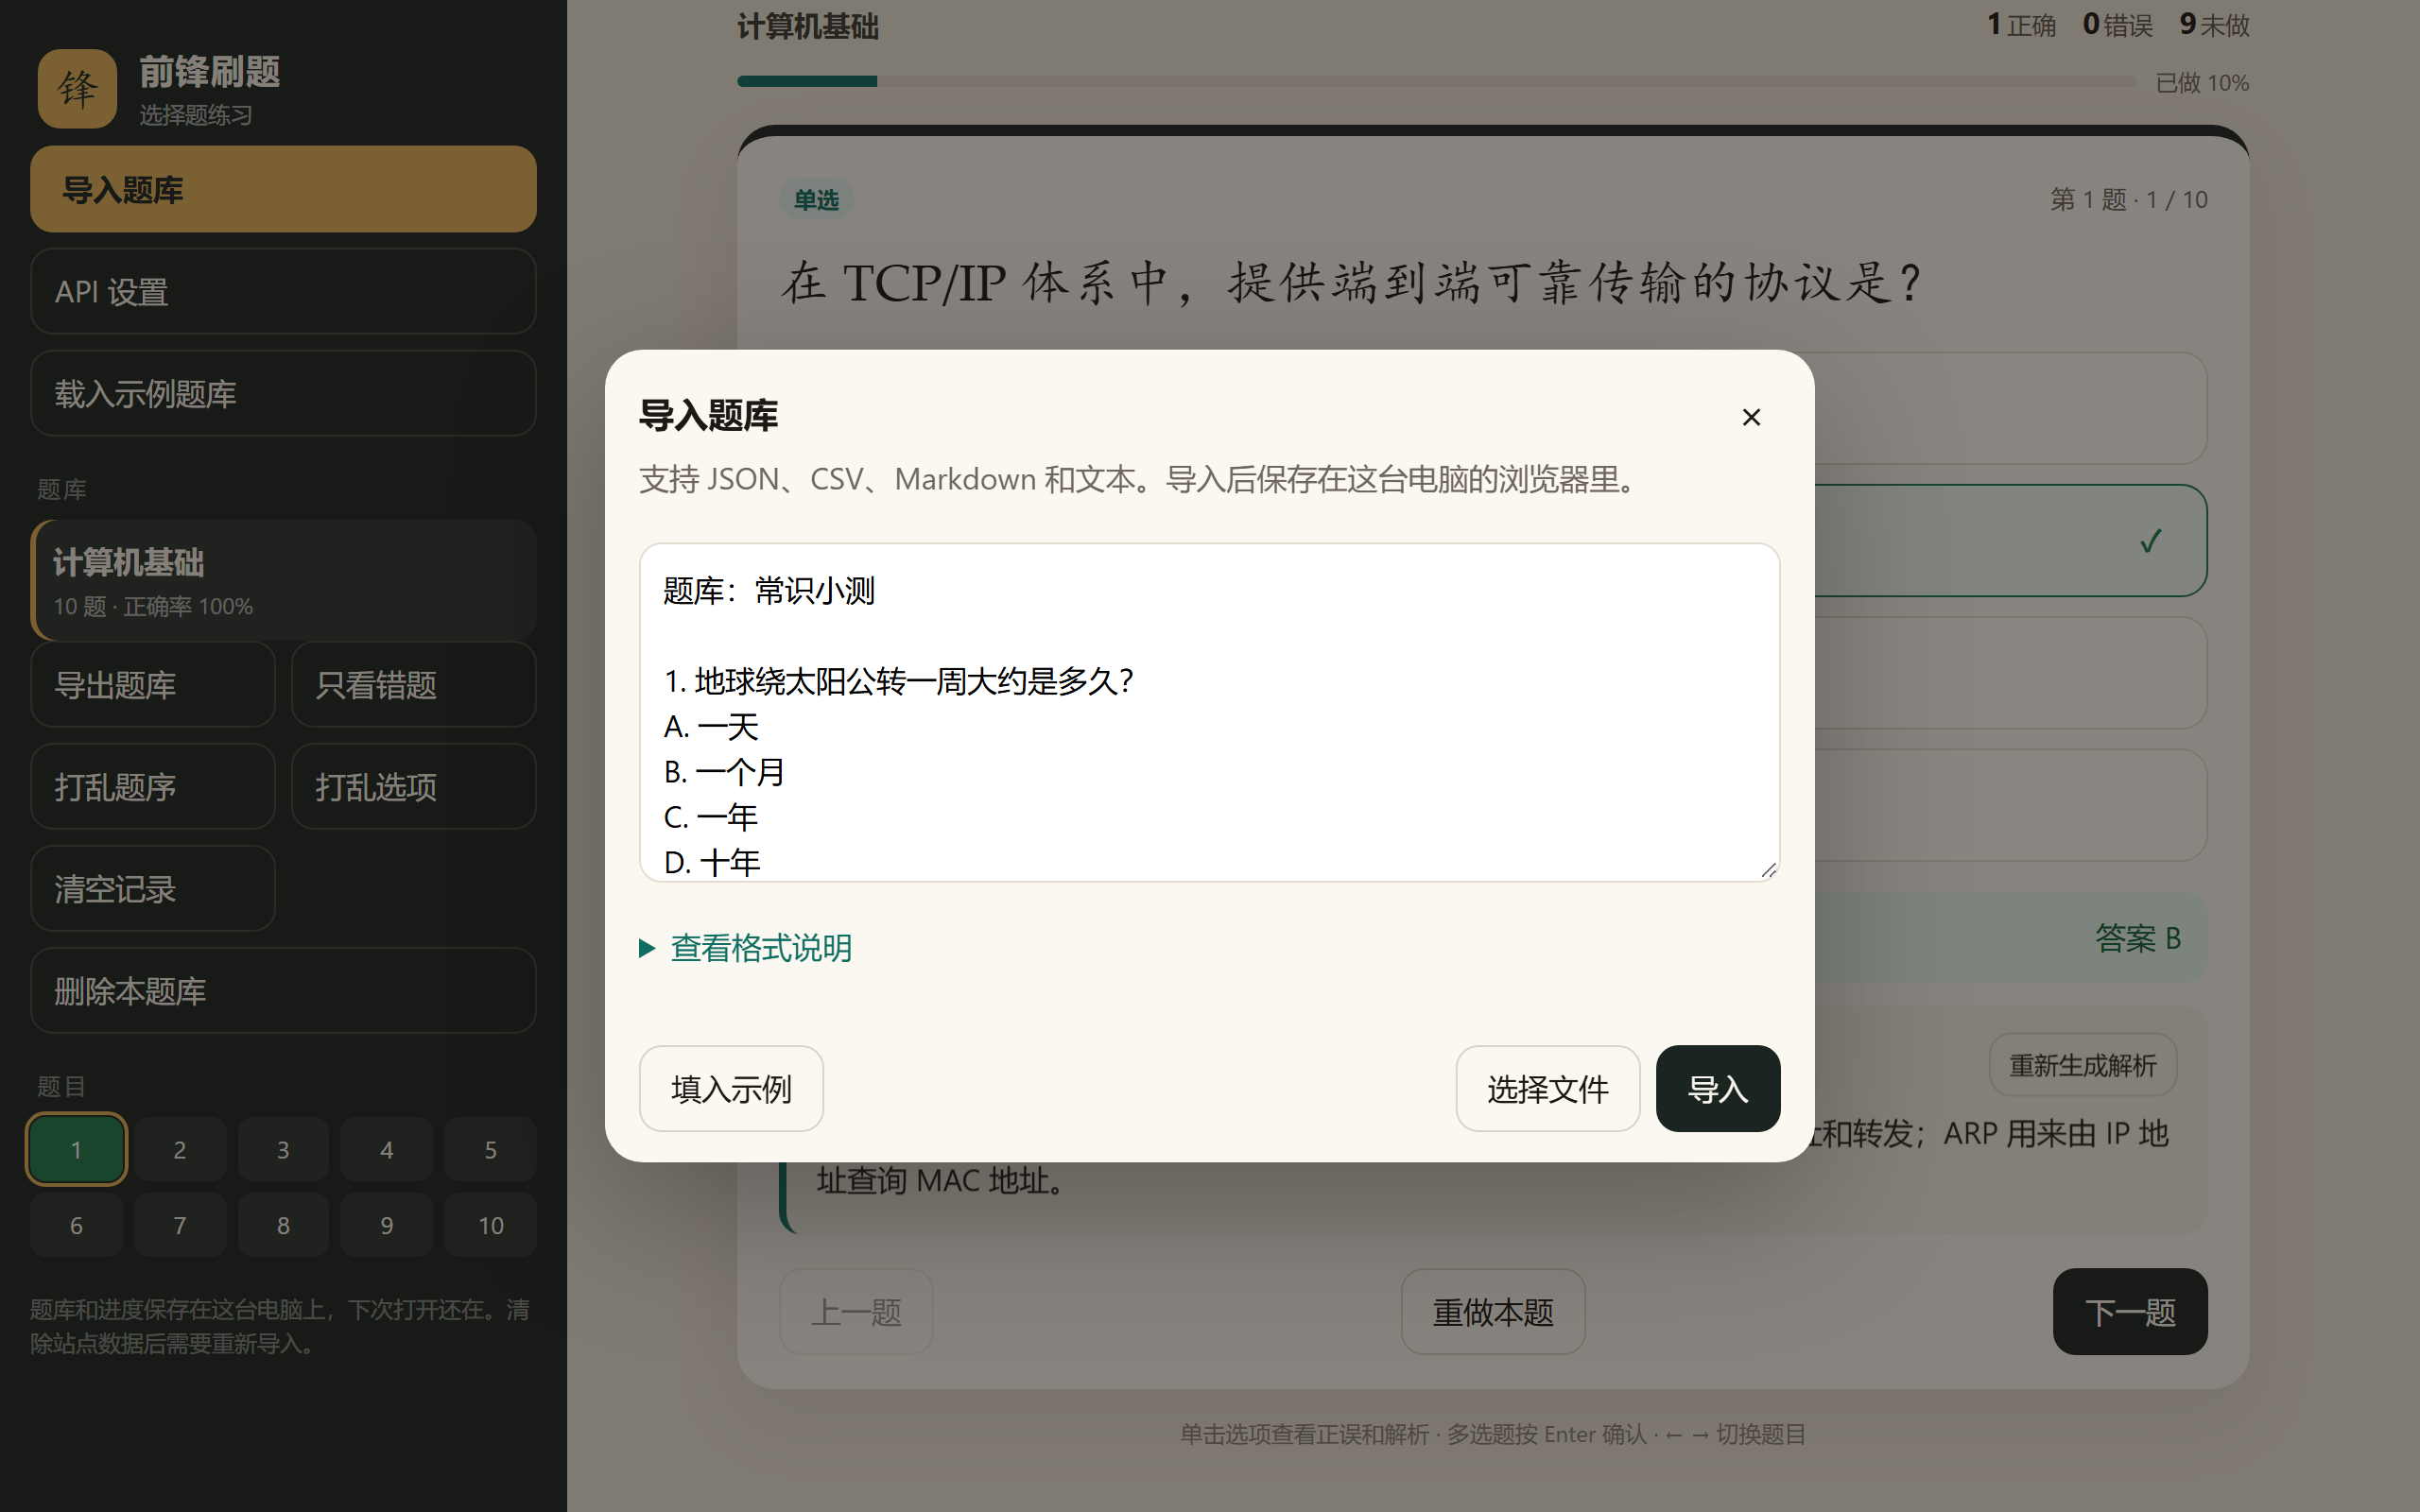 锋
前锋刷题
选择题练习
导入题库
API 设置
载入示例题库
题库
计算机基础
10 题 · 正确率 100%
导出题库
只看错题
打乱题序
打乱选项
清空记录
删除本题库
题目
1
2
3
4
5
6
7
8
9
10
题库和进度保存在这台电脑上，下次打开还在。清
除站点数据后需要重新导入。
计算机基础
1 正确 0 错误 9 未做
已做 10%
单选
第 1 题 · 1 / 10
在 TCP/IP 体系中，提供端到端可靠传输的协议是？
✓
答案 B
重新生成解析
和转发；ARP 用来由 IP 地
址查询 MAC 地址。
上一题
重做本题
下一题
单击选项查看正误和解析 · 多选题按 Enter 确认 · ← → 切换题目
导入题库
×
支持 JSON、CSV、Markdown 和文本。导入后保存在这台电脑的浏览器里。
题库：常识小测
1. 地球绕太阳公转一周大约是多久？
A. 一天
B. 一个月
C. 一年
D. 十年
▶ 查看格式说明
填入示例
选择文件
导入